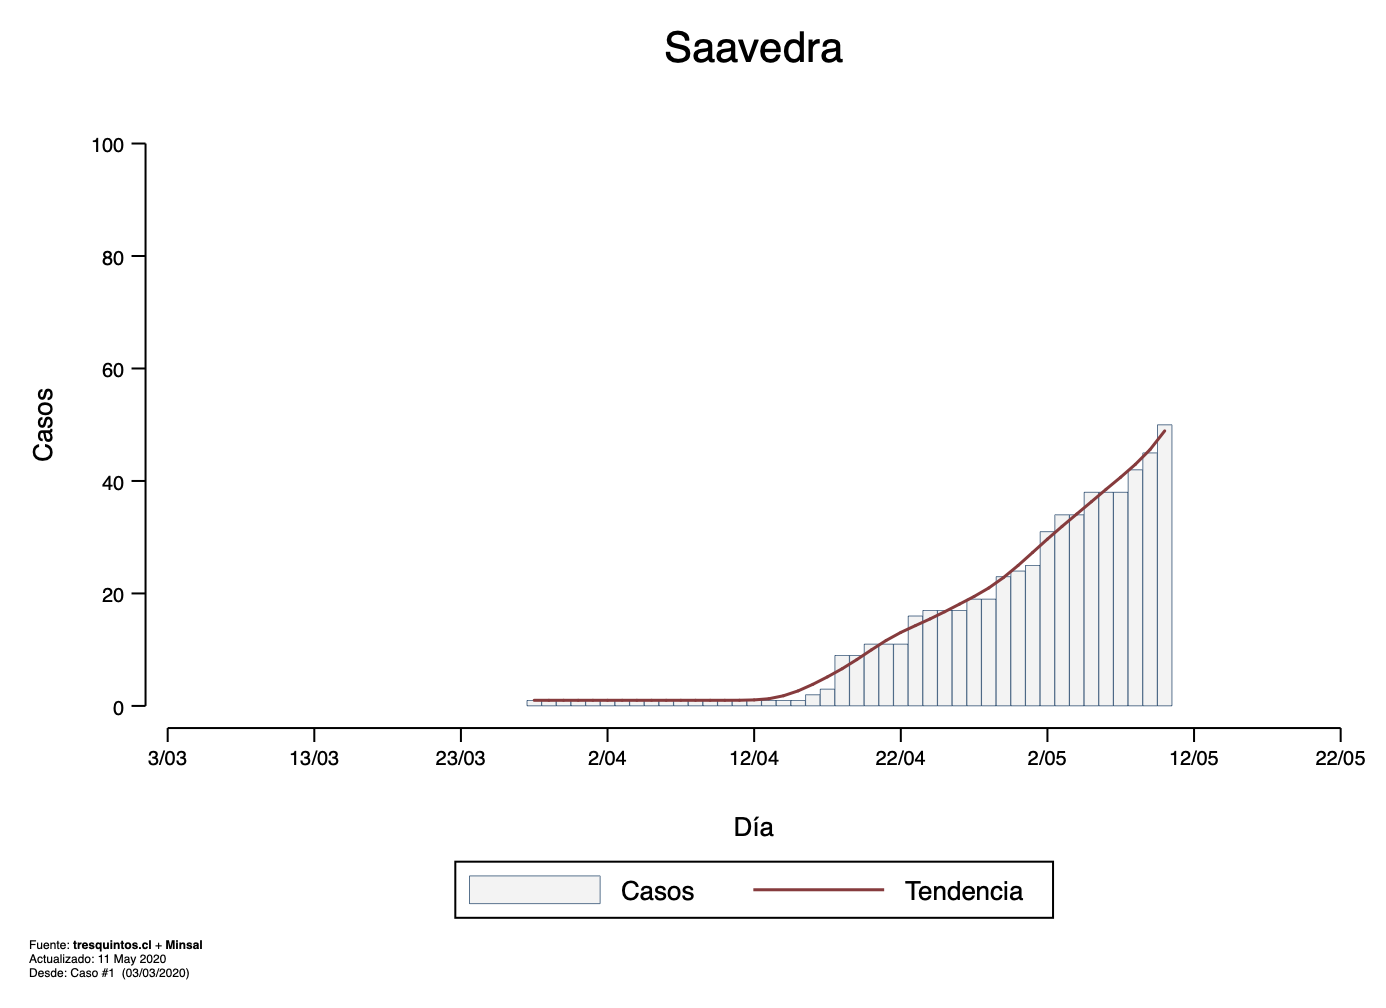 Saavedra
Casos
100
80
60
40
20
0
3/03 13/03 23/03 2/04 12/04 22/04 2/05 12/05 22/05
Día
Casos Tendencia
Fuente: tresquintos.cl + Minsal
Actualizado: 11 May 2020
Desde: Caso #1 (03/03/2020)